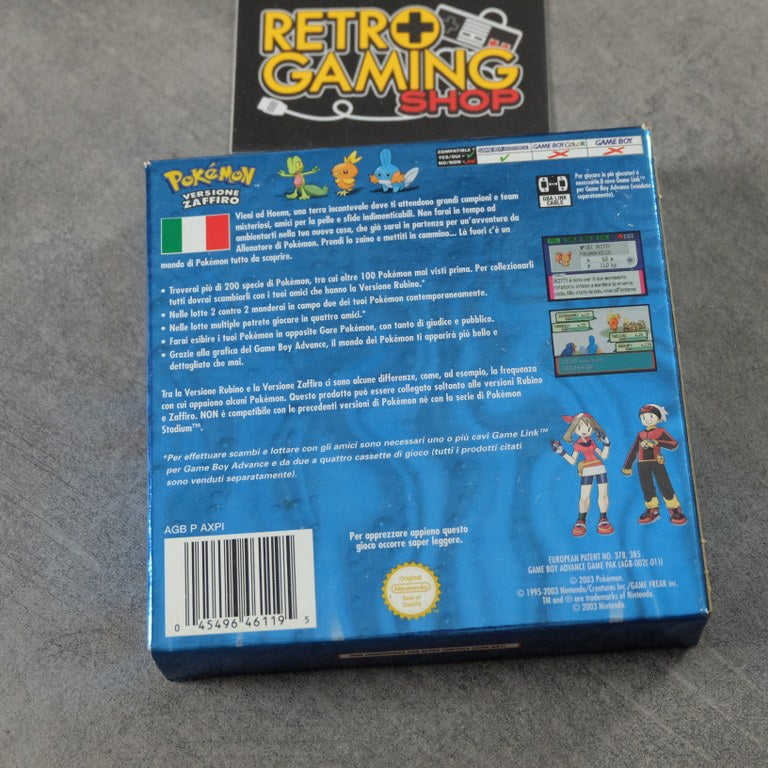 RETRO
GAMING
SHOP
POKéMON
VERSIONE
ZAFFIRO
COMPATIBLE
YES/OUI
NO/NON
GAME BOY ADVANCE
GAME BOY COLOR
GAME BOY
GBA LINK
CABLE
Per giocare in più giocatori è
necessario il cavo Game Link™
per Game Boy Advance (venduto
separatamente).
Vieni ad Hoenn, una terra incantevole dove ti attendono grandi campioni e team
misteriosi, amici per la pelle e sfide indimenticabili. Non farai in tempo ad
ambientarti nella tua nuova casa, che già sarai in partenza per un'avventura da
Allenatore di Pokémon. Prendi lo zaino e mettiti in cammino... Là fuori c'è un
mondo di Pokémon tutto da scoprire.
• Troverai più di 200 specie di Pokémon, tra cui oltre 100 Pokémon mai visti prima. Per collezionarli
tutti dovrai scambiarli con i tuoi amici che hanno la Versione Rubino.*
• Nelle lotte 2 contro 2 manderai in campo due dei tuoi Pokémon contemporaneamente.
• Nelle lotte multiple potrete giocare in quattro amici.*
• Farai esibire i tuoi Pokémon in apposite Gare Pokémon, con tanto di giudice e pubblico.
• Grazie alla grafica del Game Boy Advance, il mondo dei Pokémon ti apparirà più bello e
dettagliato che mai.
Tra la Versione Rubino e la Versione Zaffiro ci sono alcune differenze, come, ad esempio, la frequenza
con cui appaiono alcuni Pokémon. Questo prodotto può essere collegato soltanto alle versioni Rubino
e Zaffiro. NON è compatibile con le precedenti versioni di Pokémon né con la serie di Pokémon
Stadium™.
*Per effettuare scambi e lottare con gli amici sono necessari uno o più cavi Game Link™
per Game Boy Advance e da due a quattro cassette di gioco (tutti i prodotti citati
sono venduti separatamente).
AGB P AXPI
0 45496 46119 5
Per apprezzare appieno questo
gioco occorre saper leggere.
Original
Nintendo
Seal of
Quality
EUROPEAN PATENT NO. 378, 385
GAME BOY ADVANCE GAME PAK (AGB-002(-01))
© 2003 Pokémon.
© 1995-2003 Nintendo/Creatures Inc./GAME FREAK inc.
TM and ® are trademarks of Nintendo.
© 2003 Nintendo.